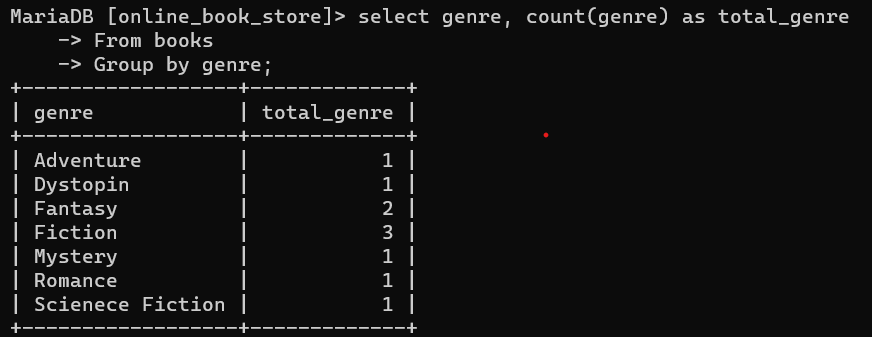 MariaDB [online_book_store]> select genre, count(genre) as total_genre
    -> From books
    -> Group by genre;
+------------------+-------------+
| genre            | total_genre |
+------------------+-------------+
| Adventure        |           1 |
| Dystopin         |           1 |
| Fantasy          |           2 |
| Fiction          |           3 |
| Mystery          |           1 |
| Romance          |           1 |
| Scienece Fiction |           1 |
+------------------+-------------+